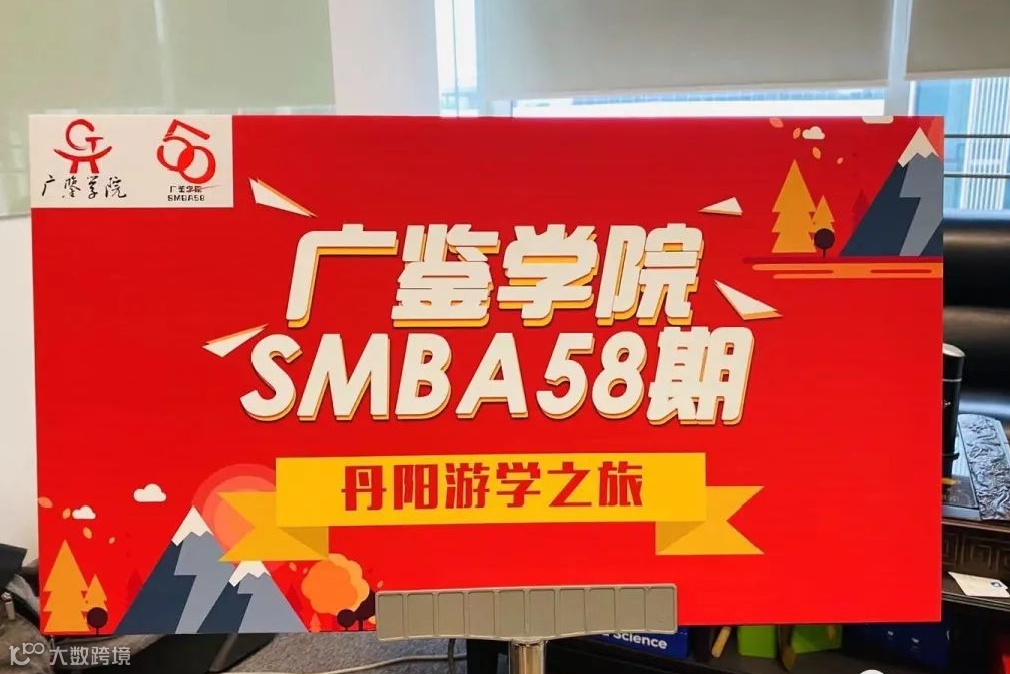 广鉴学院
广鉴学院
SMBA58
广鉴学院
SMBA58期
丹阳游学之旅
Science
大数跨境